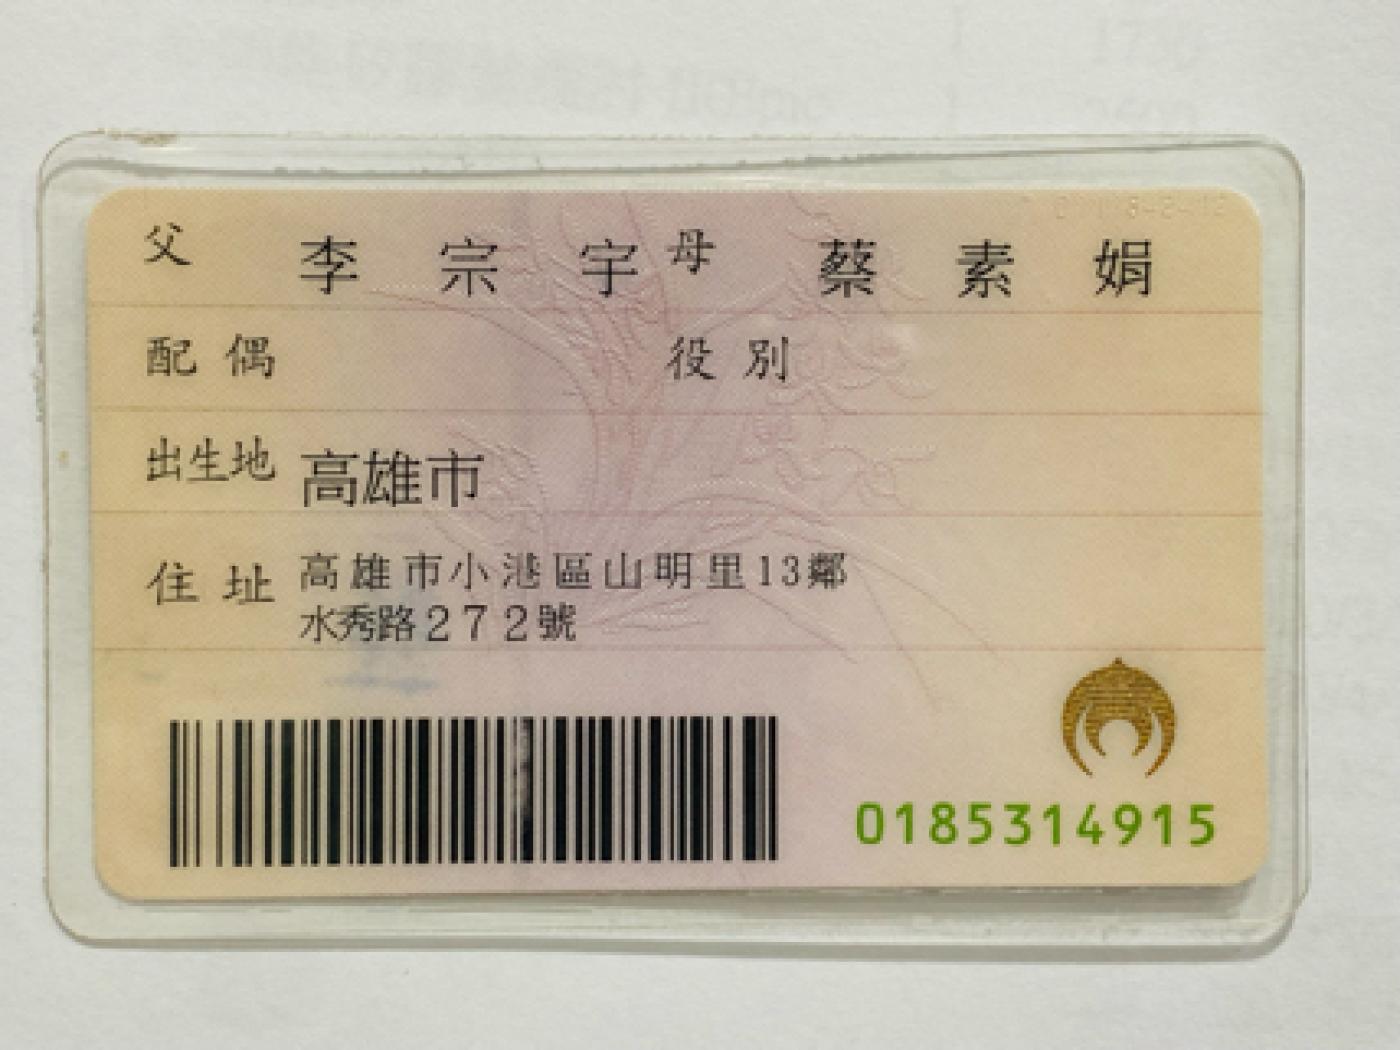 父 李宗宇 母 蔡素娟
配偶 役別
出生地 高雄市
住址 高雄市小港區山明里13鄰
水秀路272號
0185314915